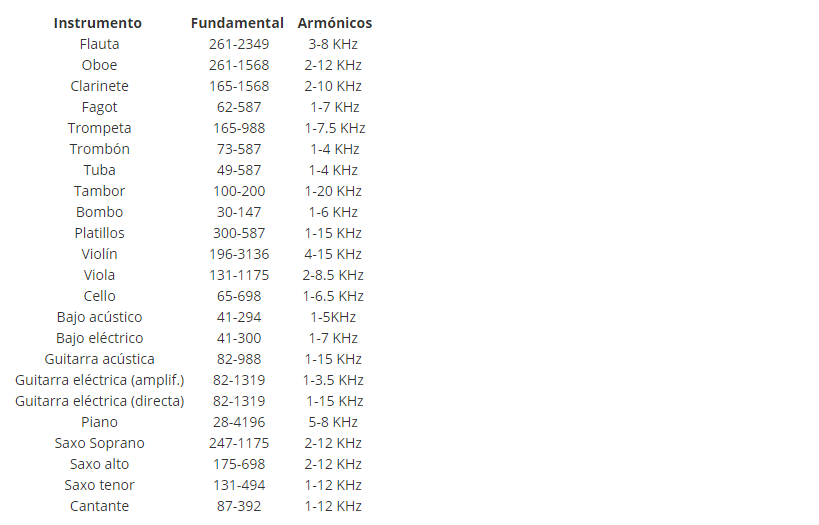 Instrumento Fundamental Armónicos
Flauta 261-2349 3-8 KHz
Oboe 261-1568 2-12 KHz
Clarinete 165-1568 2-10 KHz
Fagot 62-587 1-7 KHz
Trompeta 165-988 1-7.5 KHz
Trombón 73-587 1-4 KHz
Tuba 49-587 1-4 KHz
Tambor 100-200 1-20 KHz
Bombo 30-147 1-6 KHz
Platillos 300-587 1-15 KHz
Violín 196-3136 4-15 KHz
Viola 131-1175 2-8.5 KHz
Cello 65-698 1-6.5 KHz
Bajo acústico 41-294 1-5KHz
Bajo eléctrico 41-300 1-7 KHz
Guitarra acústica 82-988 1-15 KHz
Guitarra eléctrica (amplif.) 82-1319 1-3.5 KHz
Guitarra eléctrica (directa) 82-1319 1-15 KHz
Piano 28-4196 5-8 KHz
Saxo Soprano 247-1175 2-12 KHz
Saxo alto 175-698 2-12 KHz
Saxo tenor 131-494 1-12 KHz
Cantante 87-392 1-12 KHz